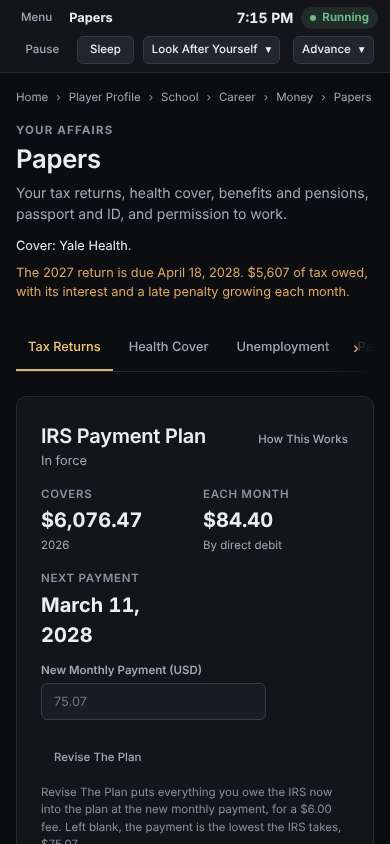 Menu Papers 7:15 PM Running
Pause Sleep Look After Yourself ▾ Advance ▾
Home › Player Profile › School › Career › Money › Papers
YOUR AFFAIRS
Papers
Your tax returns, health cover, benefits and pensions,
passport and ID, and permission to work.
Cover: Yale Health.
The 2027 return is due April 18, 2028. $5,607 of tax owed,
with its interest and a late penalty growing each month.
Tax Returns Health Cover Unemployment ›
IRS Payment Plan How This Works
In force
COVERS EACH MONTH
$6,076.47 $84.40
2026 By direct debit
NEXT PAYMENT
March 11,
2028
New Monthly Payment (USD)
75.07
Revise The Plan
Revise The Plan puts everything you owe the IRS now
into the plan at the new monthly payment, for a $6.00
fee. Left blank, the payment is the lowest the IRS takes,
$75.07